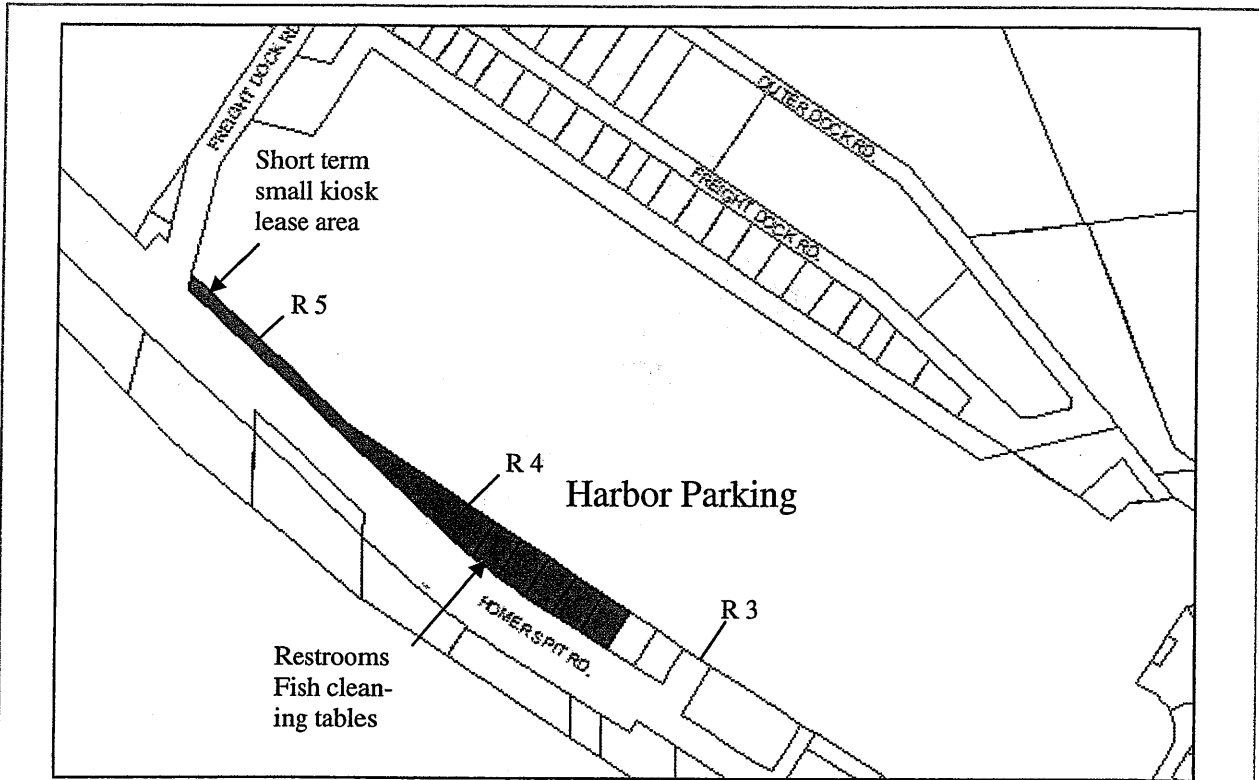 FREIGHT DOCK RD
OUTER DOCK RD.
Short term
small kiosk
lease area
FREIGHT DOCK RD.
R 5
R 4
Harbor Parking
R 3
HOMER SPIT RD.
Restrooms
Fish clean-
ing tables